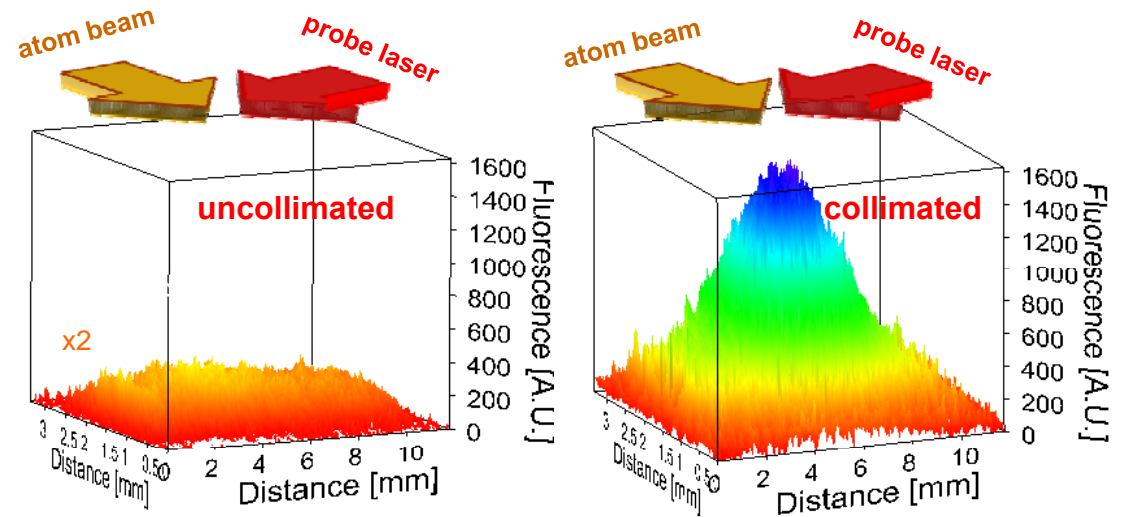 atom beam
probe laser
uncollimated
x2
1600
1400
1200
1000
800
600
400
200
0
Fluorescence [A.U.]
3 2.5 2 1.5 1 0.5 0
Distance [mm]
2 4 6 8 10
Distance [mm]
atom beam
probe laser
collimated
1600
1400
1200
1000
800
600
400
200
0
Fluorescence [A.U.]
3 2.5 2 1.5 1 0.5 0
Distance [mm]
2 4 6 8 10
Distance [mm]